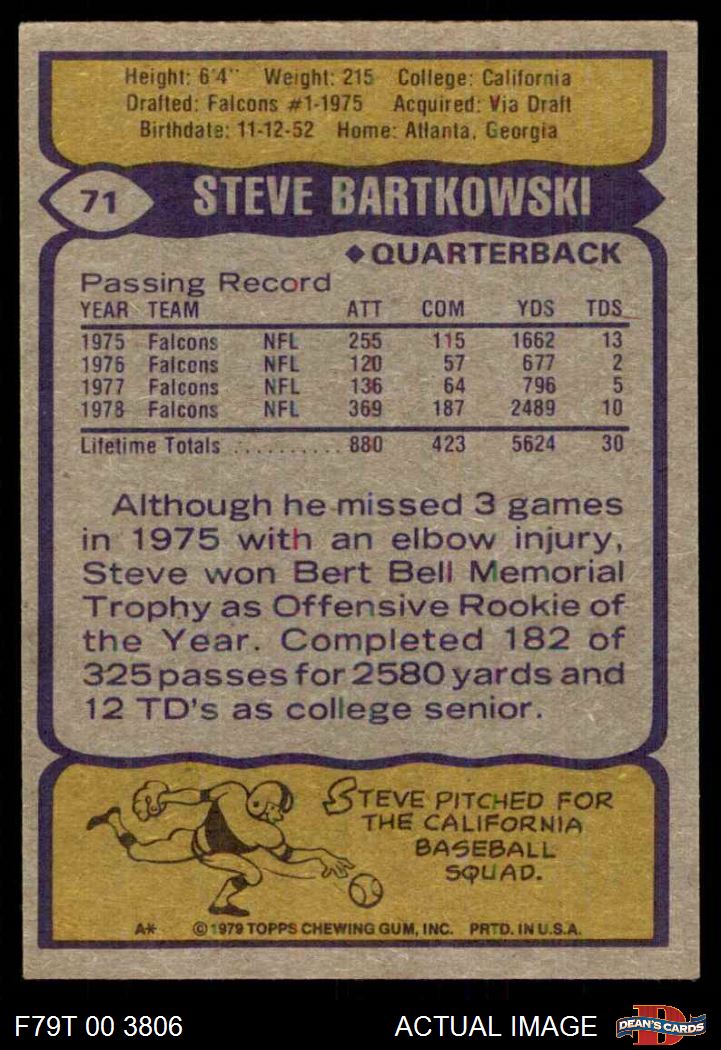 Height: 6'4" Weight: 215 College: California
Drafted: Falcons #1-1975 Acquired: Via Draft
Birthdate: 11-12-52 Home: Atlanta, Georgia
71 STEVE BARTKOWSKI
◆ QUARTERBACK
Passing Record
YEAR TEAM ATT COM YDS TDS
1975 Falcons NFL 255 115 1662 13
1976 Falcons NFL 120 57 677 2
1977 Falcons NFL 136 64 796 5
1978 Falcons NFL 369 187 2489 10
Lifetime Totals .......... 880 423 5624 30
Although he missed 3 games
in 1975 with an elbow injury,
Steve won Bert Bell Memorial
Trophy as Offensive Rookie of
the Year. Completed 182 of
325 passes for 2580 yards and
12 TD's as college senior.
STEVE PITCHED FOR
THE CALIFORNIA
BASEBALL
SQUAD.
A* ©1979 TOPPS CHEWING GUM, INC. PRTD. IN U.S.A.
F79T 00 3806 ACTUAL IMAGE D DEAN'S CARDS